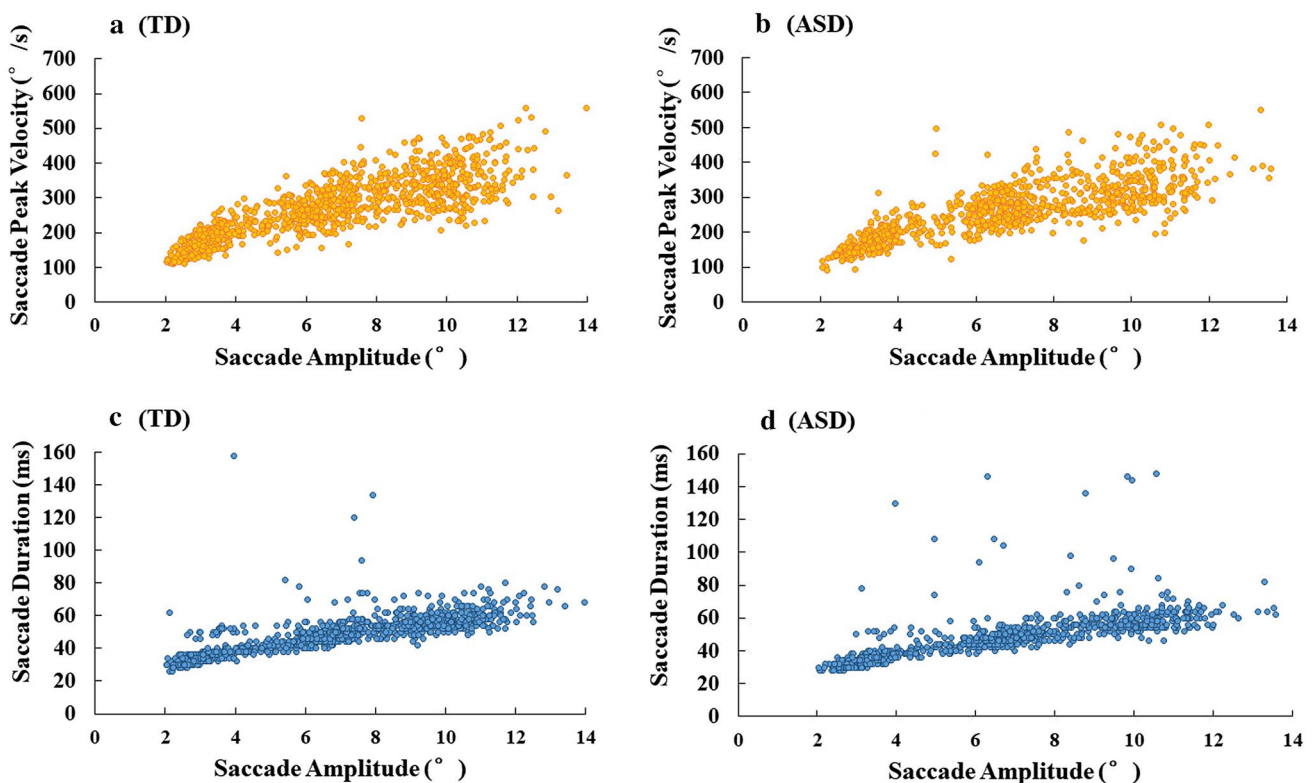 a (TD)
Saccade Peak Velocity (°/s)
700
600
500
400
300
200
100
0
0 2 4 6 8 10 12 14
Saccade Amplitude (°)
b (ASD)
Saccade Peak Velocity (°/s)
700
600
500
400
300
200
100
0
0 2 4 6 8 10 12 14
Saccade Amplitude (°)
c (TD)
Saccade Duration (ms)
160
140
120
100
80
60
40
20
0
0 2 4 6 8 10 12 14
Saccade Amplitude (°)
d (ASD)
Saccade Duration (ms)
160
140
120
100
80
60
40
20
0
0 2 4 6 8 10 12 14
Saccade Amplitude (°)